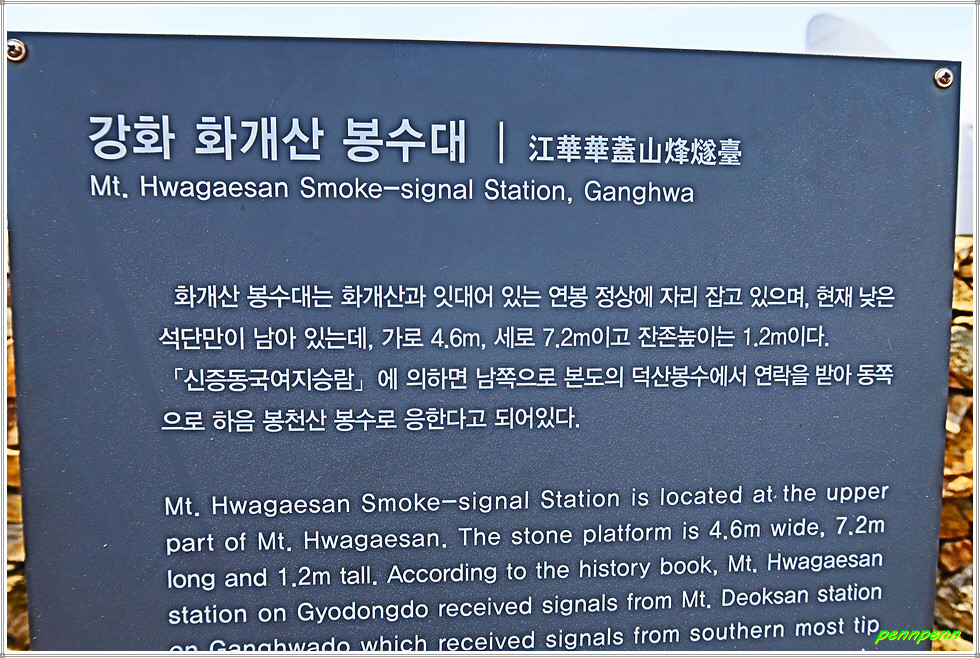 강화 화개산 봉수대 | 江華華蓋山烽燧臺
Mt. Hwagaesan Smoke-signal Station, Ganghwa
화개산 봉수대는 화개산과 잇대어 있는 연봉 정상에 자리 잡고 있으며, 현재 낮은
석단만이 남아 있는데, 가로 4.6m, 세로 7.2m이고 잔존높이는 1.2m이다.
「신증동국여지승람」에 의하면 남쪽으로 본도의 덕산봉수에서 연락을 받아 동쪽
으로 하음 봉천산 봉수로 응한다고 되어있다.
Mt. Hwagaesan Smoke-signal Station is located at the upper
part of Mt. Hwagaesan. The stone platform is 4.6m wide, 7.2m
long and 1.2m tall. According to the history book, Mt. Hwagaesan
station on Gyodongdo received signals from Mt. Deoksan station
on Ganghwado which received signals from southern most tip
pennpenn